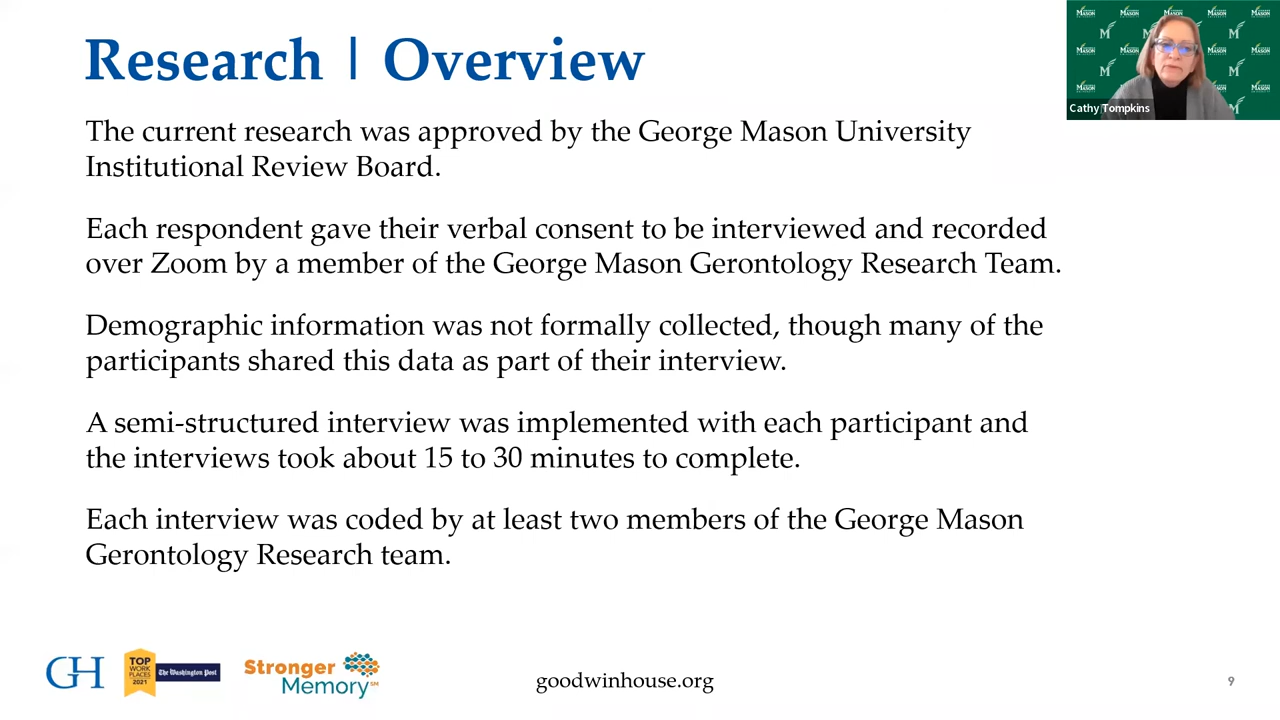 Research | Overview
The current research was approved by the George Mason University
Institutional Review Board.
Each respondent gave their verbal consent to be interviewed and recorded
over Zoom by a member of the George Mason Gerontology Research Team.
Demographic information was not formally collected, though many of the
participants shared this data as part of their interview.
A semi-structured interview was implemented with each participant and
the interviews took about 15 to 30 minutes to complete.
Each interview was coded by at least two members of the George Mason
Gerontology Research team.
Cathy Tompkins
GH
TOP
WORK
PLACES
2021
The Washington Post
Stronger
Memory
goodwinhouse.org
9